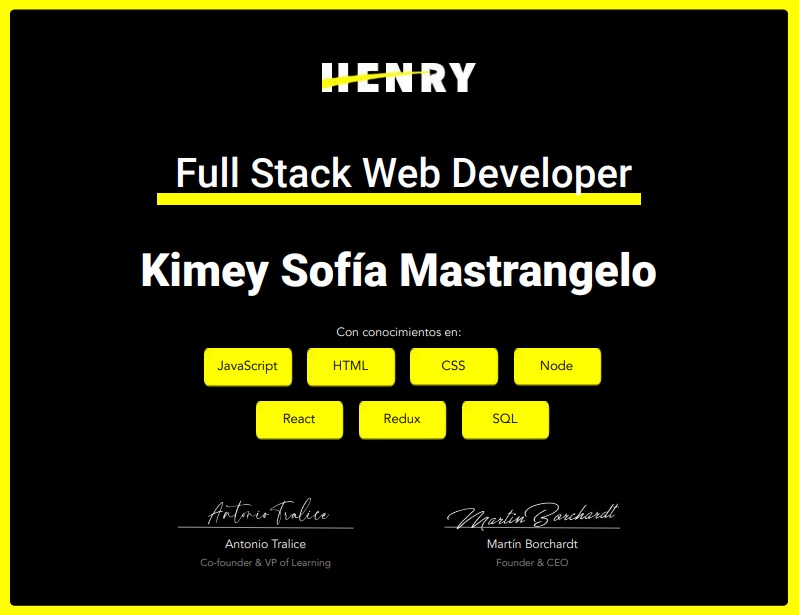 HENRY
Full Stack Web Developer
Kimey Sofía Mastrangelo
Con conocimientos en:
JavaScript HTML CSS Node
React Redux SQL
Antonio Tralice Martin Borchardt
Antonio Tralice Martín Borchardt
Co-founder & VP of Learning Founder & CEO